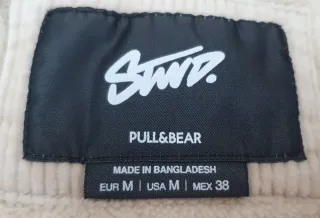 STWD.
PULL&BEAR
MADE IN BANGLADESH
EUR M | USA M | MEX 38